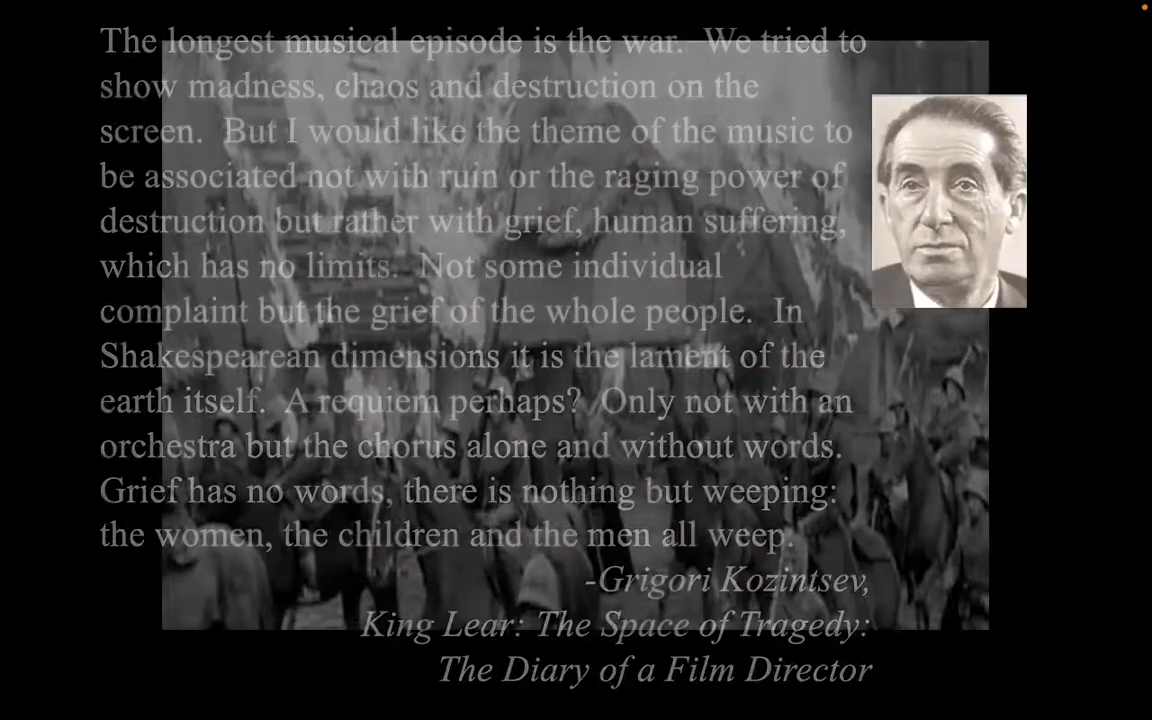 The longest musical episode is the war. We tried to
show madness, chaos and destruction on the
screen. But I would like the theme of the music to
be associated not with ruin or the raging power of
destruction but rather with grief, human suffering,
which has no limits. Not some individual
complaint but the grief of the whole people. In
Shakespearean dimensions it is the lament of the
earth itself. A requiem perhaps? Only not with an
orchestra but the chorus alone and without words.
Grief has no words, there is nothing but weeping:
the women, the children and the men all weep.
-Grigori Kozintsev,
King Lear: The Space of Tragedy:
The Diary of a Film Director